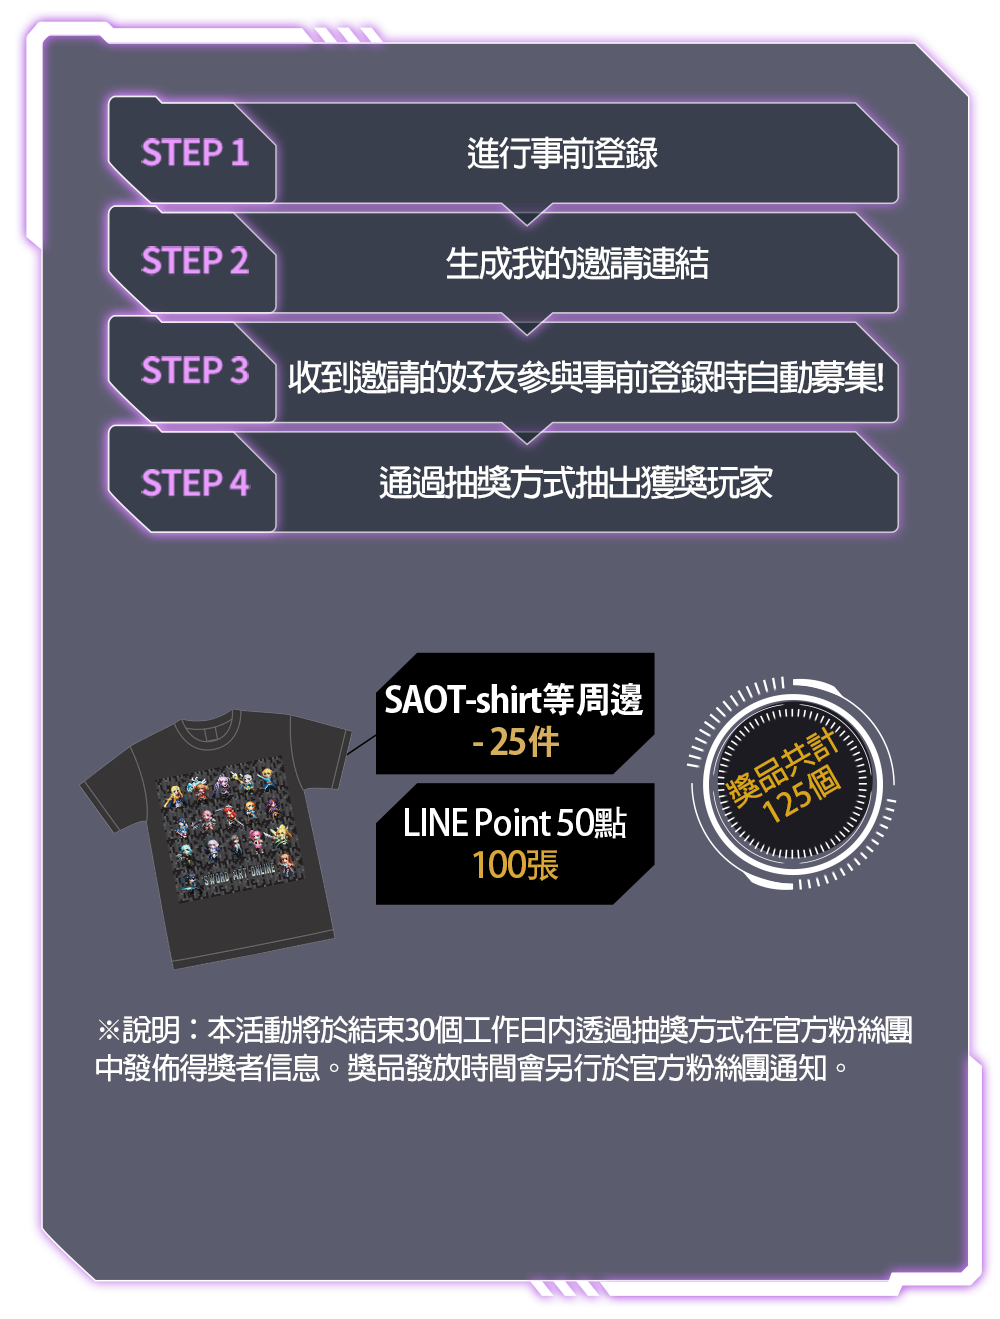 STEP 1
進行事前登錄
STEP 2
生成我的邀請連結
STEP 3
收到邀請的好友參與事前登錄時自動募集!
STEP 4
通過抽獎方式抽出獲獎玩家
SAOT-shirt等周邊
- 25件
LINE Point 50點
100張
獎品共計
125個
SWORD ART ONLINE
※說明：本活動將於結束30個工作日內透過抽獎方式在官方粉絲團
中發佈得獎者信息。獎品發放時間會另行於官方粉絲團通知。